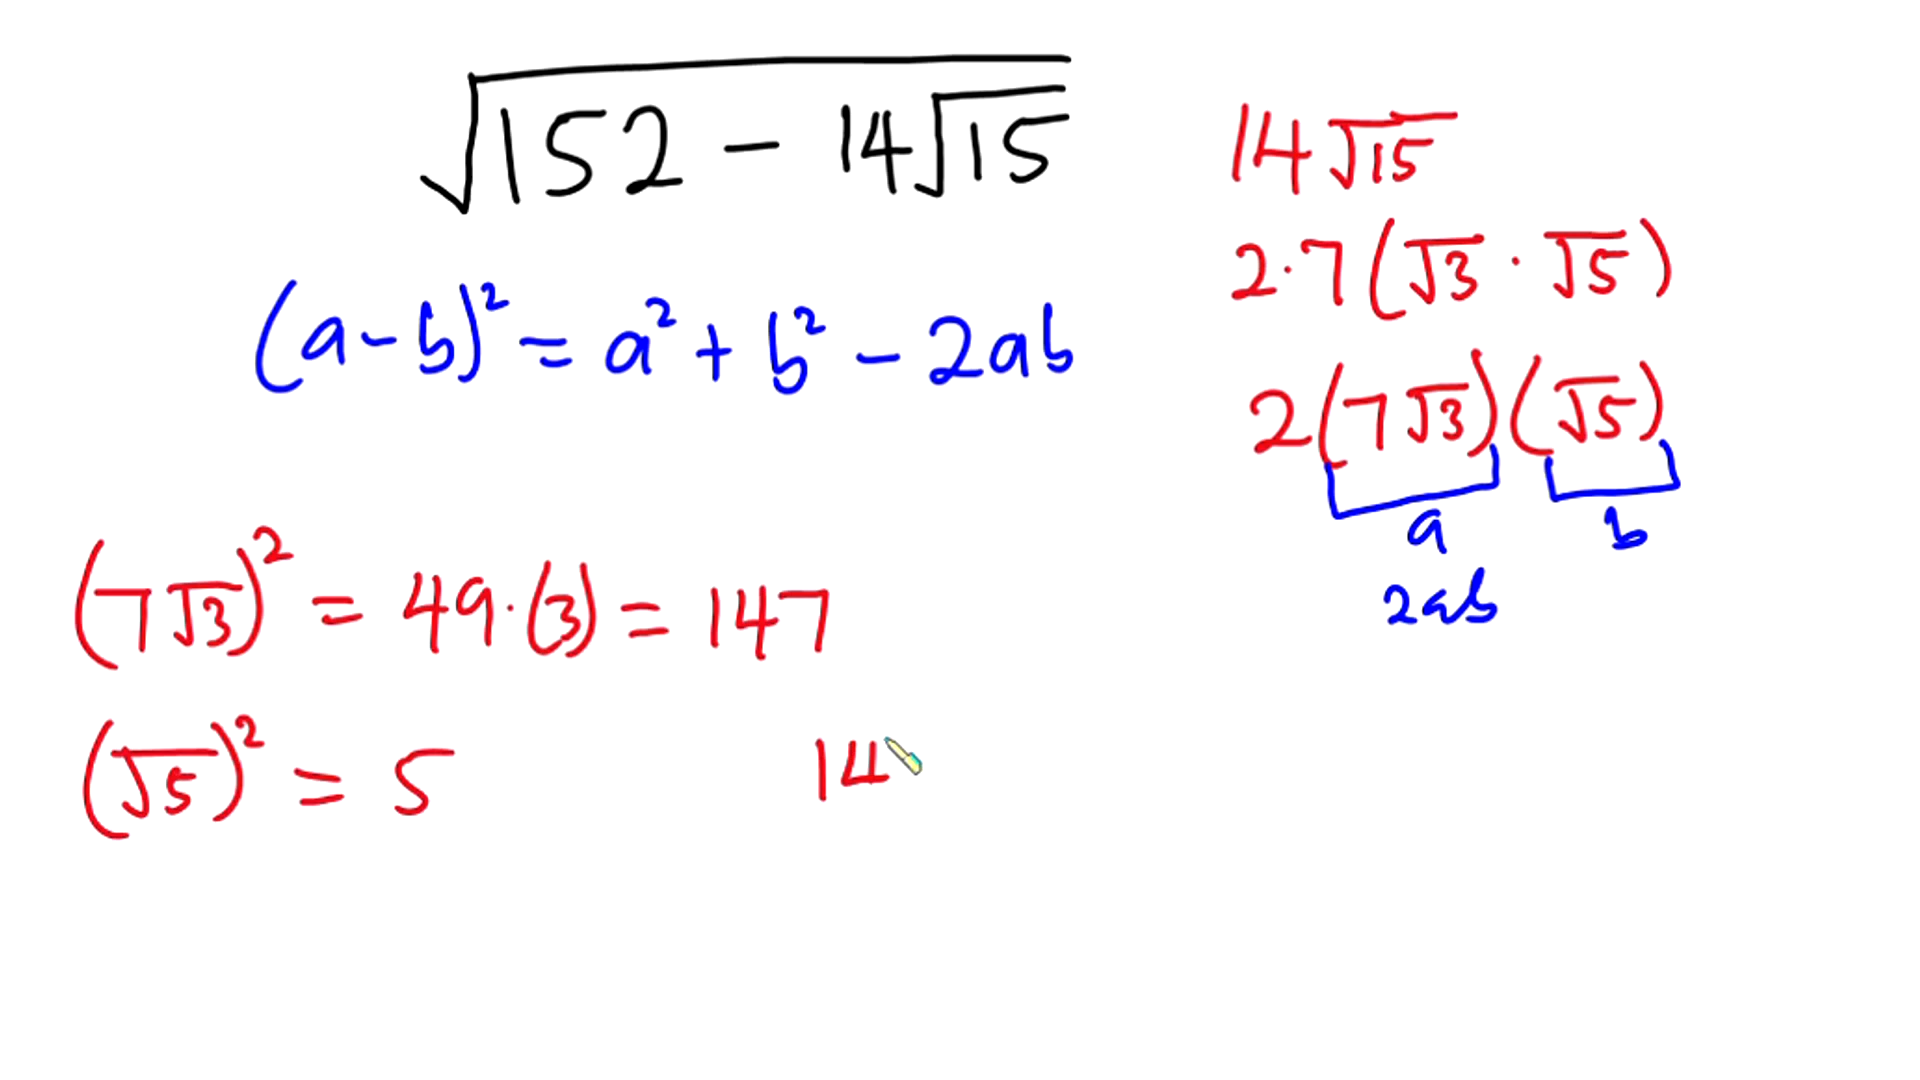 √(152 − 14√15)
(a − b)² = a² + b² − 2ab
14√15
2·7(√3 · √5)
2(7√3)(√5)
a b
2ab
(7√3)² = 49·(3) = 147
(√5)² = 5
14